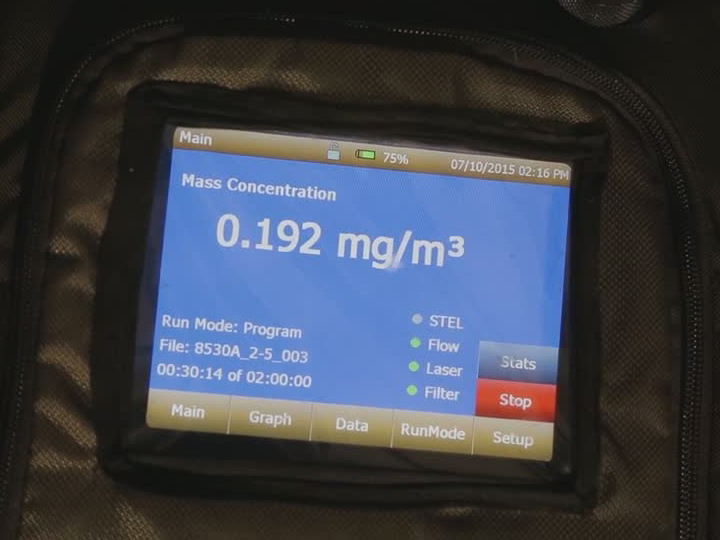 Main 75% 07/10/2015 02:16 PM
Mass Concentration
0.192 mg/m³
Run Mode: Program
File: 8530A_2-5_003
00:30:14 of 02:00:00
STEL
Flow
Laser
Filter
Stats
Stop
Main Graph Data RunMode Setup